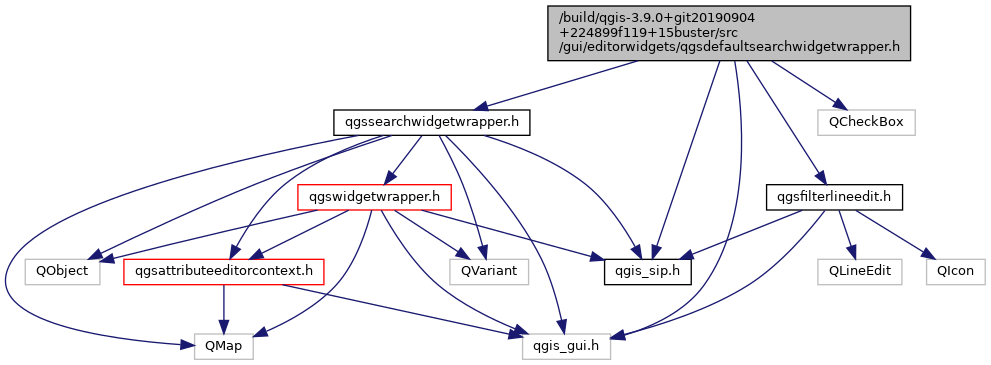 /build/qgis-3.9.0+git20190904
+224899f119+15buster/src
/gui/editorwidgets/qgsdefaultsearchwidgetwrapper.h
qgssearchwidgetwrapper.h
QCheckBox
qgswidgetwrapper.h
qgsfilterlineedit.h
QObject
qgsattributeeditorcontext.h
QVariant
qgis_sip.h
QLineEdit
QIcon
QMap
qgis_gui.h